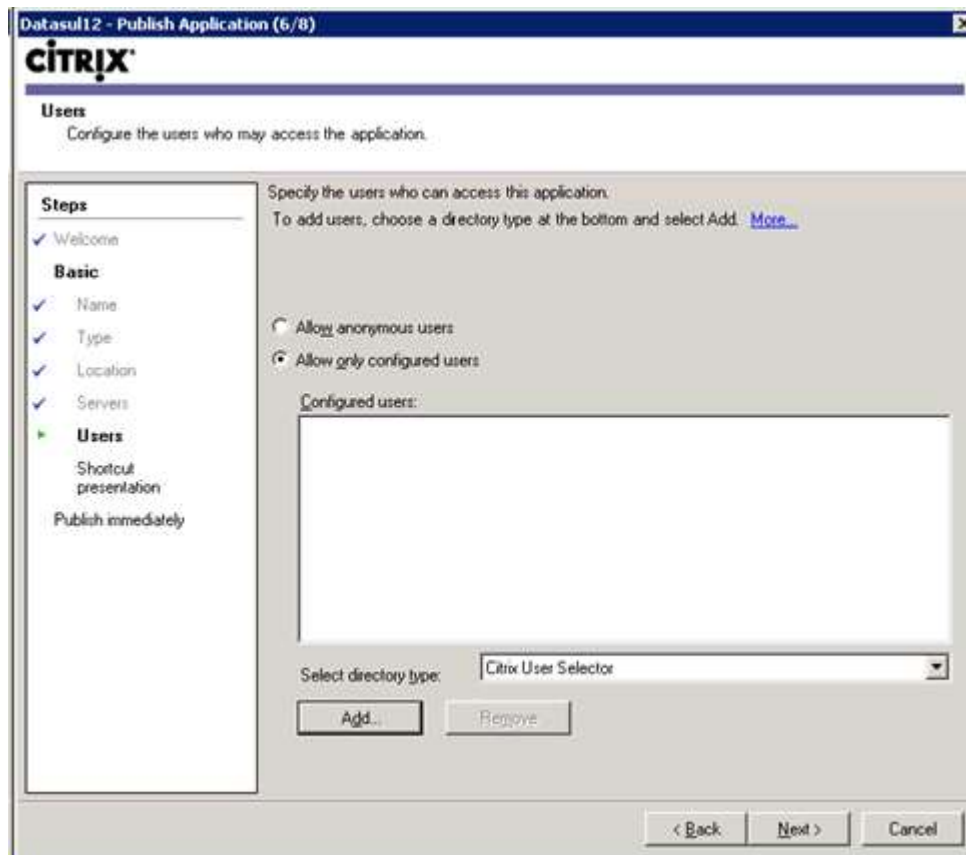 Datasul12 - Publish Application (6/8)
CITRIX
Users
Configure the users who may access the application.
Steps
Welcome
Basic
Name
Type
Location
Servers
Users
Shortcut
presentation
Publish immediately
Specify the users who can access this application.
To add users, choose a directory type at the bottom and select Add. More...
Allow anonymous users
Allow only configured users
Configured users:
Select directory type:
Citrix User Selector
Add...
Remove
< Back
Next >
Cancel